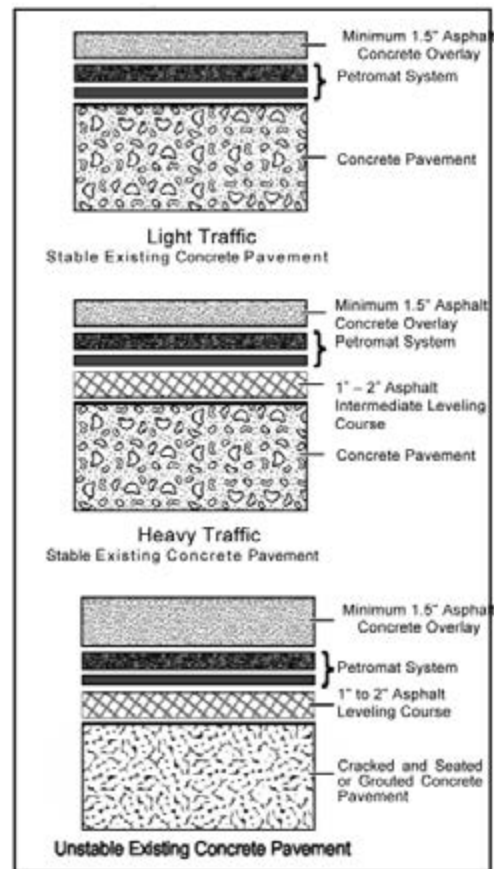 Minimum 1.5" Asphalt
Concrete Overlay
Petromat System
Concrete Pavement
Light Traffic
Stable Existing Concrete Pavement
Minimum 1.5" Asphalt
Concrete Overlay
Petromat System
1" – 2" Asphalt
Intermediate Leveling
Course
Concrete Pavement
Heavy Traffic
Stable Existing Concrete Pavement
Minimum 1.5" Asphalt
Concrete Overlay
Petromat System
1" to 2" Asphalt
Leveling Course
Cracked and Seated
or Grouted Concrete
Pavement
Unstable Existing Concrete Pavement